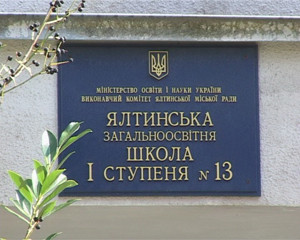 МІНІСТЕРСТВО ОСВІТИ І НАУКИ УКРАЇНИ
ВИКОНАВЧИЙ КОМІТЕТ ЯЛТИНСЬКОЇ МІСЬКОЇ РАДИ
ЯЛТИНСЬКА
ЗАГАЛЬНООСВІТНЯ
ШКОЛА
І СТУПЕНЯ № 13